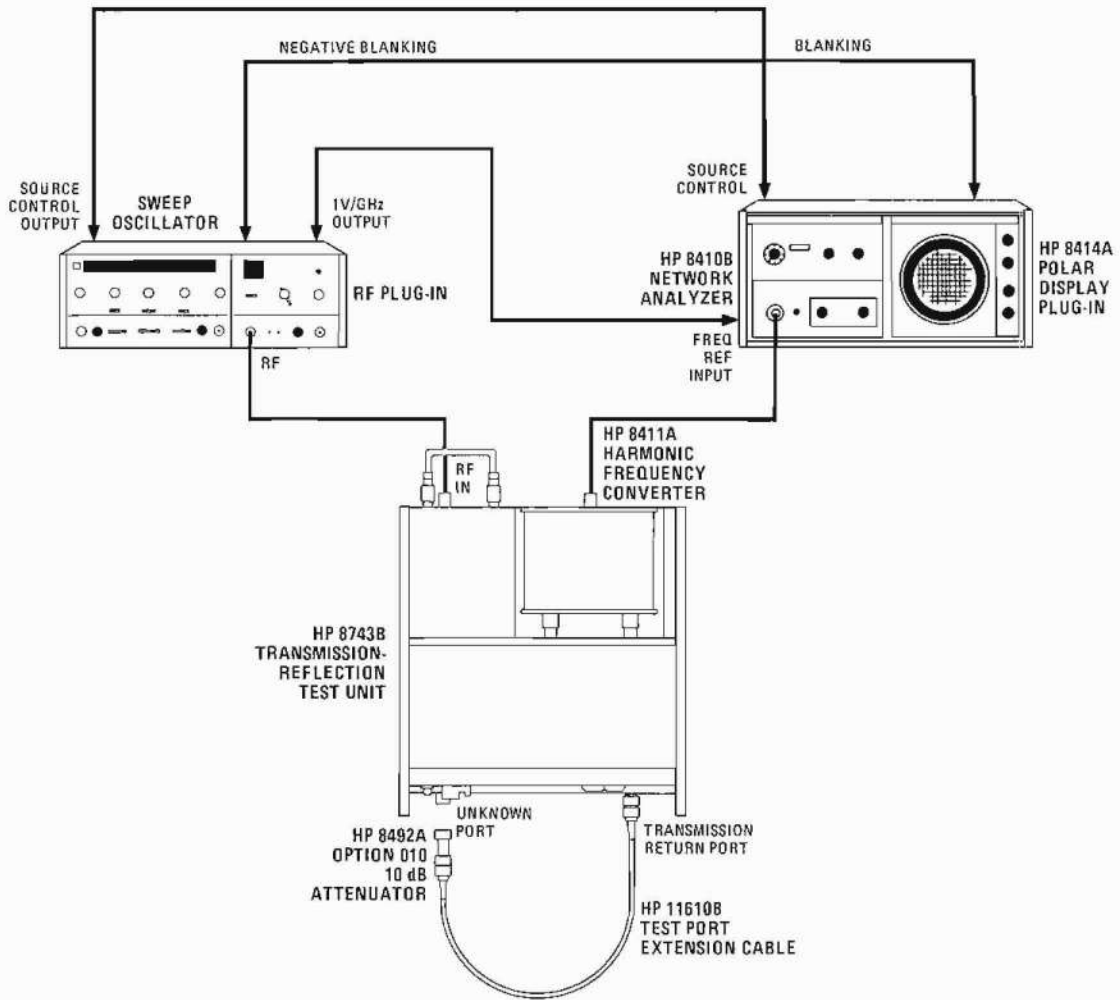 NEGATIVE BLANKING
BLANKING
SOURCE
CONTROL
OUTPUT
SWEEP
OSCILLATOR
1V/GHz
OUTPUT
RF PLUG-IN
RF
SOURCE
CONTROL
HP 8410B
NETWORK
ANALYZER
FREQ
REF
INPUT
HP 8414A
POLAR
DISPLAY
PLUG-IN
RF
IN
HP 8411A
HARMONIC
FREQUENCY
CONVERTER
HP 8743B
TRANSMISSION-
REFLECTION
TEST UNIT
UNKNOWN
PORT
HP 8492A
OPTION 010
10 dB
ATTENUATOR
TRANSMISSION
RETURN PORT
HP 11610B
TEST PORT
EXTENSION CABLE